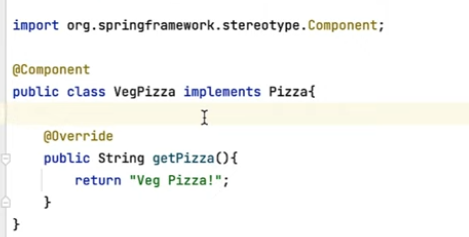 import org.springframework.stereotype.Component;
@Component
public class VegPizza implements Pizza{
@Override
public String getPizza(){
return "Veg Pizza!";
}
}